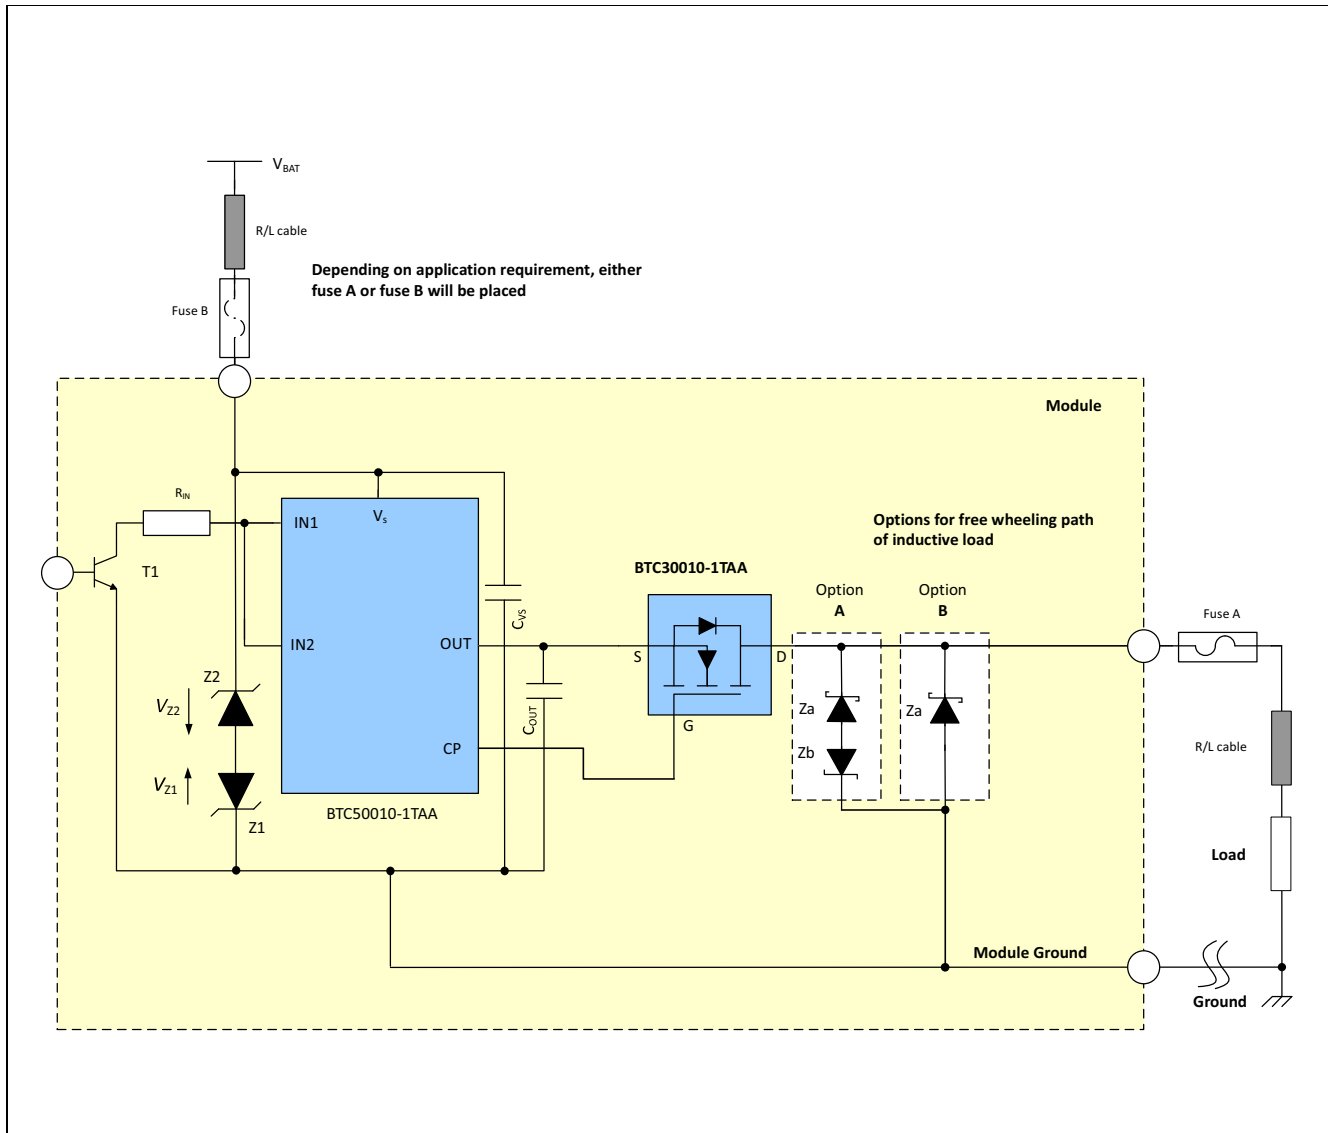 VBAT
R/L cable
Depending on application requirement, either
fuse A or fuse B will be placed
Fuse B
Module
RIN
IN1
Vs
Options for free wheeling path
of inductive load
T1
BTC30010-1TAA
Option
A
Option
B
CVS
Fuse A
IN2
OUT
S
D
Z2
VZ2
COUT
G
Za
Za
CP
Zb
R/L cable
VZ1
BTC50010-1TAA
Z1
Load
Module Ground
Ground